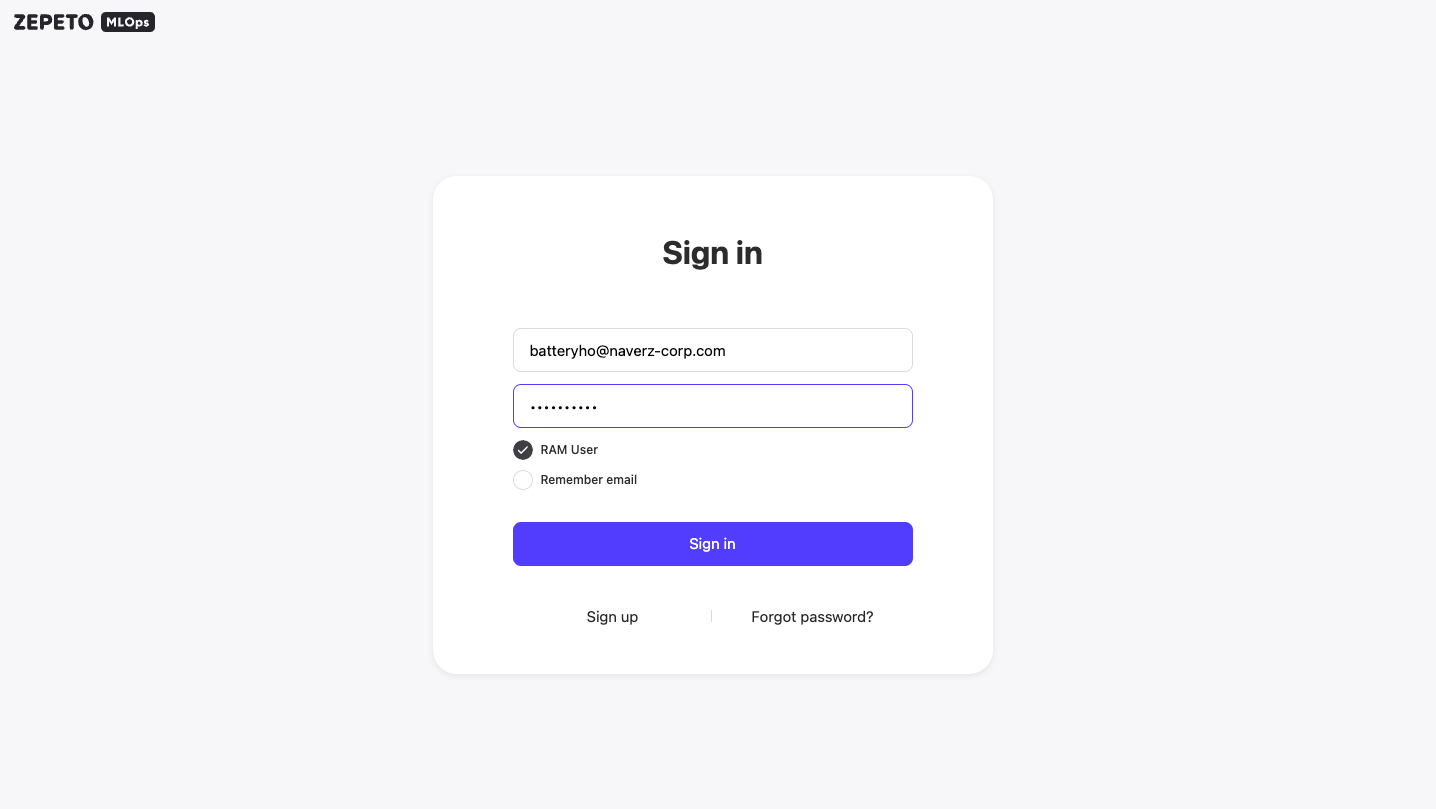 ZEPETO MLOps
Sign in
batteryho@naverz-corp.com
••••••••••
RAM User
Remember email
Sign in
Sign up
Forgot password?